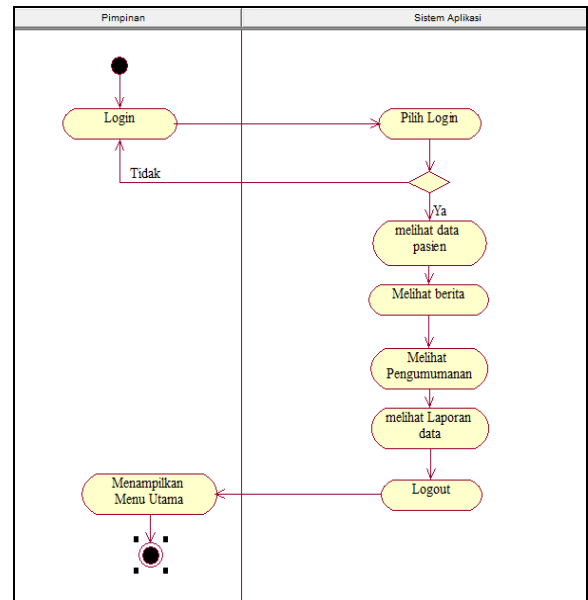 Pimpinan
Sistem Aplikasi
Login
Pilih Login
Tidak
Ya
melihat data
pasien
Melihat berita
Melihat
Pengumumanan
melihat Laporan
data
Menampilkan
Menu Utama
Logout